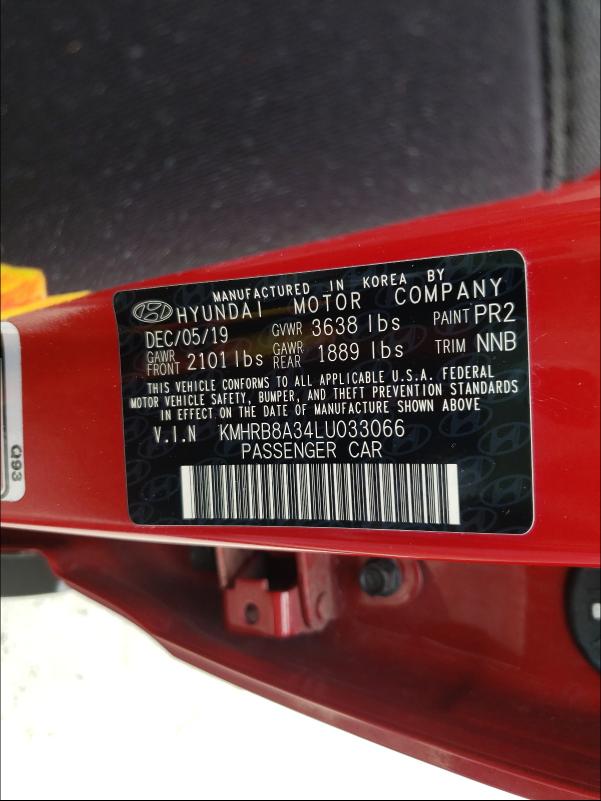 MANUFACTURED IN KOREA BY
HYUNDAI MOTOR COMPANY
DEC/05/19 GVWR 3638 lbs PAINT PR2
GAWR FRONT 2101 lbs GAWR REAR 1889 lbs TRIM NNB
THIS VEHICLE CONFORMS TO ALL APPLICABLE U.S.A. FEDERAL
MOTOR VEHICLE SAFETY, BUMPER, AND THEFT PREVENTION STANDARDS
IN EFFECT ON THE DATE OF MANUFACTURE SHOWN ABOVE
V.I.N KMHRB8A34LU033066
PASSENGER CAR
Q93